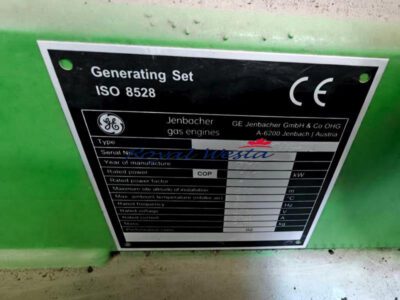 Generating Set
ISO 8528
CE
GE
Jenbacher
gas engines
GE Jenbacher GmbH & Co OHG
A-6200 Jenbach | Austria
Type
Royal Westa
Serial
Year of manufacture
Rated power
COP
kW
Rated power factor
Maximum site altitude of installation
m
Max. ambient temperature (intake air)
°C
Rated frequency
Hz
Rated voltage
V
Rated current
A
Mass
kg